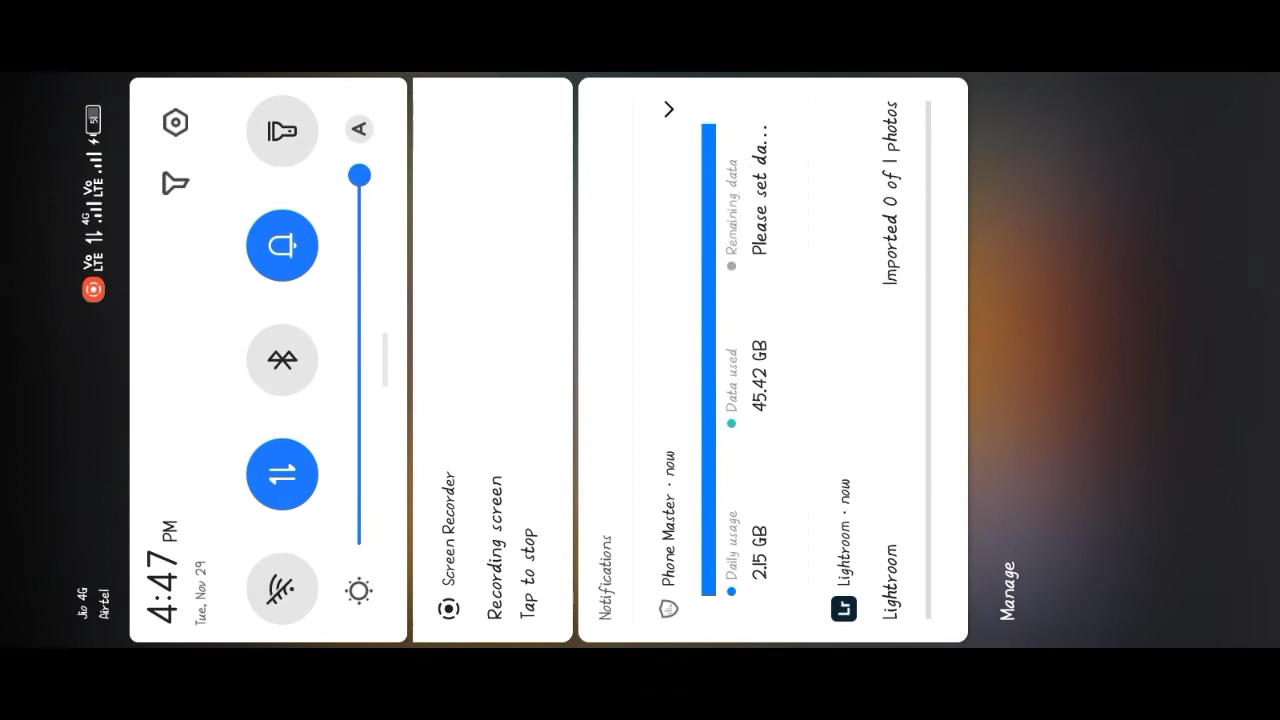 Jio 4G
Airtel
Vo LTE 4G Vo LTE 51
4:47 PM
Tue, Nov 29
A
Screen Recorder
Recording screen
Tap to stop
Notifications
Phone Master · now
Daily usage Data used Remaining data
2.15 GB 45.42 GB Please set da...
Lr Lightroom · now
Lightroom Imported 0 of 1 photos
Manage